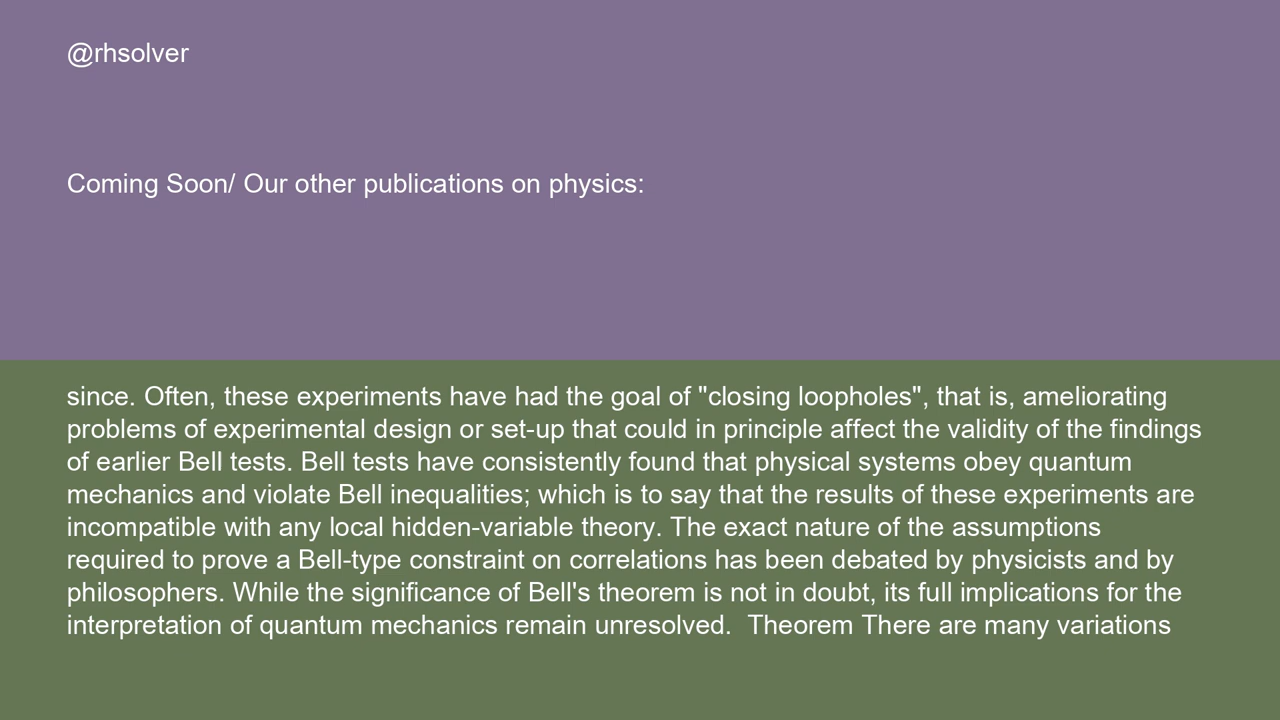 @rhsolver
Coming Soon/ Our other publications on physics:
since. Often, these experiments have had the goal of "closing loopholes", that is, ameliorating
problems of experimental design or set-up that could in principle affect the validity of the findings
of earlier Bell tests. Bell tests have consistently found that physical systems obey quantum
mechanics and violate Bell inequalities; which is to say that the results of these experiments are
incompatible with any local hidden-variable theory. The exact nature of the assumptions
required to prove a Bell-type constraint on correlations has been debated by physicists and by
philosophers. While the significance of Bell's theorem is not in doubt, its full implications for the
interpretation of quantum mechanics remain unresolved.  Theorem There are many variations